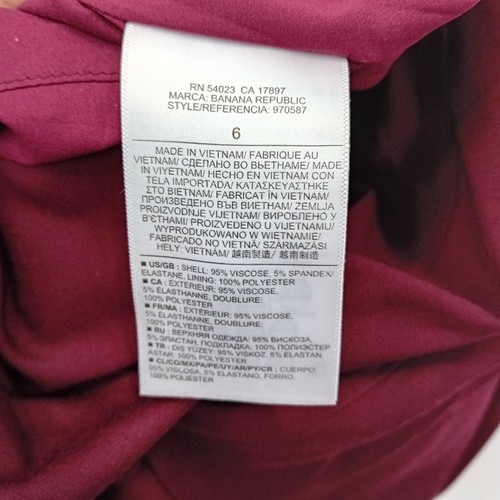 RN 54023 CA 17897
MARCA: BANANA REPUBLIC
STYLE/REFERENCIA: 970587
6
MADE IN VIETNAM/ FABRIQUE AU
VIETNAM/ СДЕЛАНО ВО ВЬЕТНАМЕ/ MADE
IN VIYETNAM/ HECHO EN VIETNAM CON
TELA IMPORTADA/ ΚΑΤΑΣΚΕΥΑΣΤΗΚΕ
ΣΤΟ ΒΙΕΤΝΑΜ/ FABRICAT ÎN VIETNAM/
ПРОИЗВЕДЕНО ВЪВ ВИЕТНАМ/ ZEMLJA
PROIZVODNJE VIJETNAM/ ВИРОБЛЕНО У
В'ЄТНАМІ/ PROIZVEDENO U VIJETNAMU/
WYPRODUKOWANO W WIETNAMIE/
FABRICADO NO VIETNÃ/ SZÁRMAZÁSI
HELY: VIETNÁM/ 越南製造/ 越南制造
■ US/GB : SHELL: 95% VISCOSE, 5% SPANDEX/
ELASTANE, LINING: 100% POLYESTER
■ CA : EXTÉRIEUR: 95% VISCOSE,
5% ÉLASTHANNE, DOUBLURE:
100% POLYESTER
■ FR/MA : EXTÉRIEUR: 95% VISCOSE,
5% ÉLASTHANNE, DOUBLURE:
100% POLYESTER
■ RU : ВЕРХНЯЯ ОДЕЖДА: 95% ВИСКОЗА,
5% ЭЛАСТАН, ПОДКЛАДКА: 100% ПОЛИЭСТЕР
■ TR : DIŞ YÜZEY: 95% VİSKOZ, 5% ELASTAN,
ASTAR: 100% POLYESTER
■ CL/CO/MX/PA/PE/UY/AR/PY/CR : CUERPO:
95% VISCOSA, 5% ELASTANO, FORRO:
100% POLIESTER